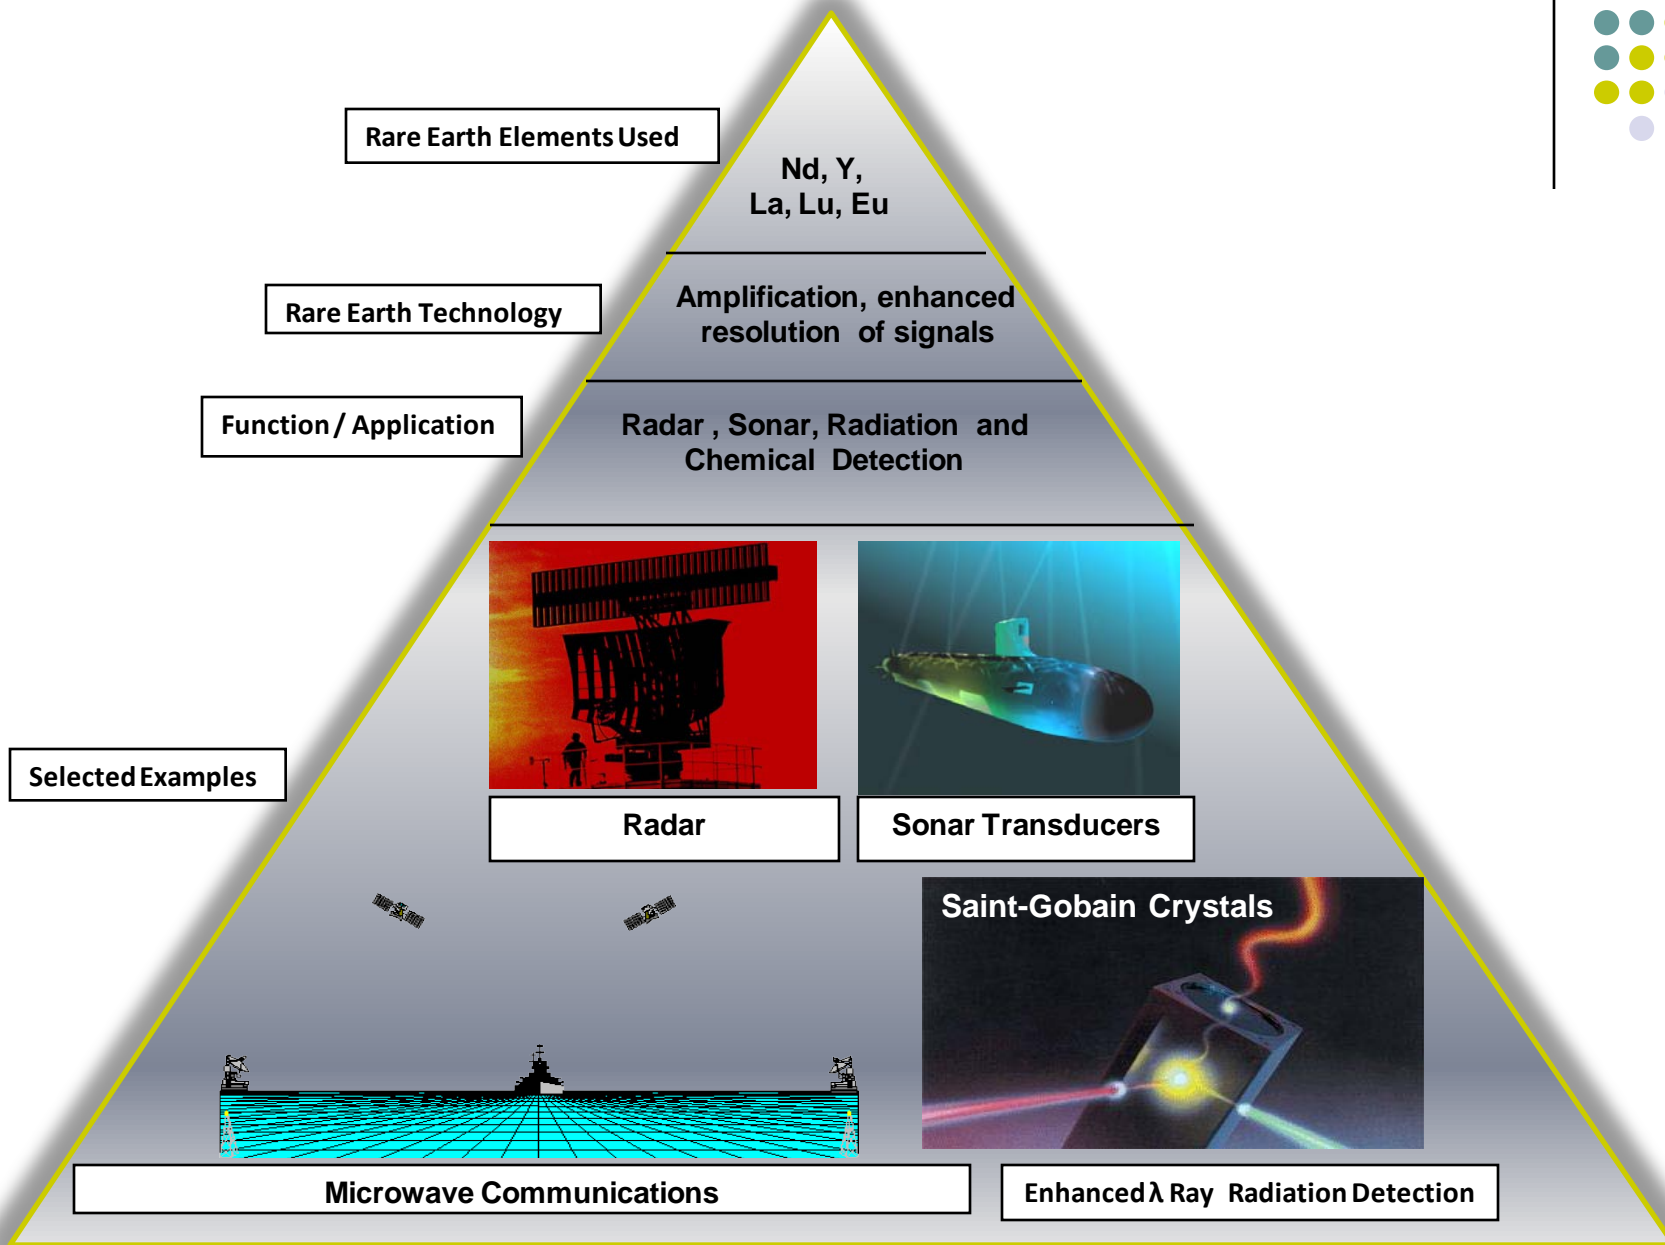 Rare Earth Elements Used
Nd, Y,
La, Lu, Eu
Rare Earth Technology
Amplification, enhanced
resolution of signals
Function / Application
Radar , Sonar, Radiation and
Chemical Detection
Selected Examples
Radar
Sonar Transducers
Saint-Gobain Crystals
Microwave Communications
Enhanced λ Ray Radiation Detection